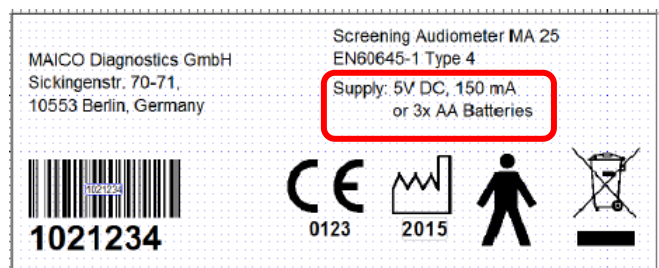 MAICO Diagnostics GmbH
Sickingenstr. 70-71,
10553 Berlin, Germany
Screening Audiometer MA 25
EN60645-1 Type 4
Supply: 5V DC, 150 mA
or 3x AA Batteries
1021234
1021234
CE
0123
2015